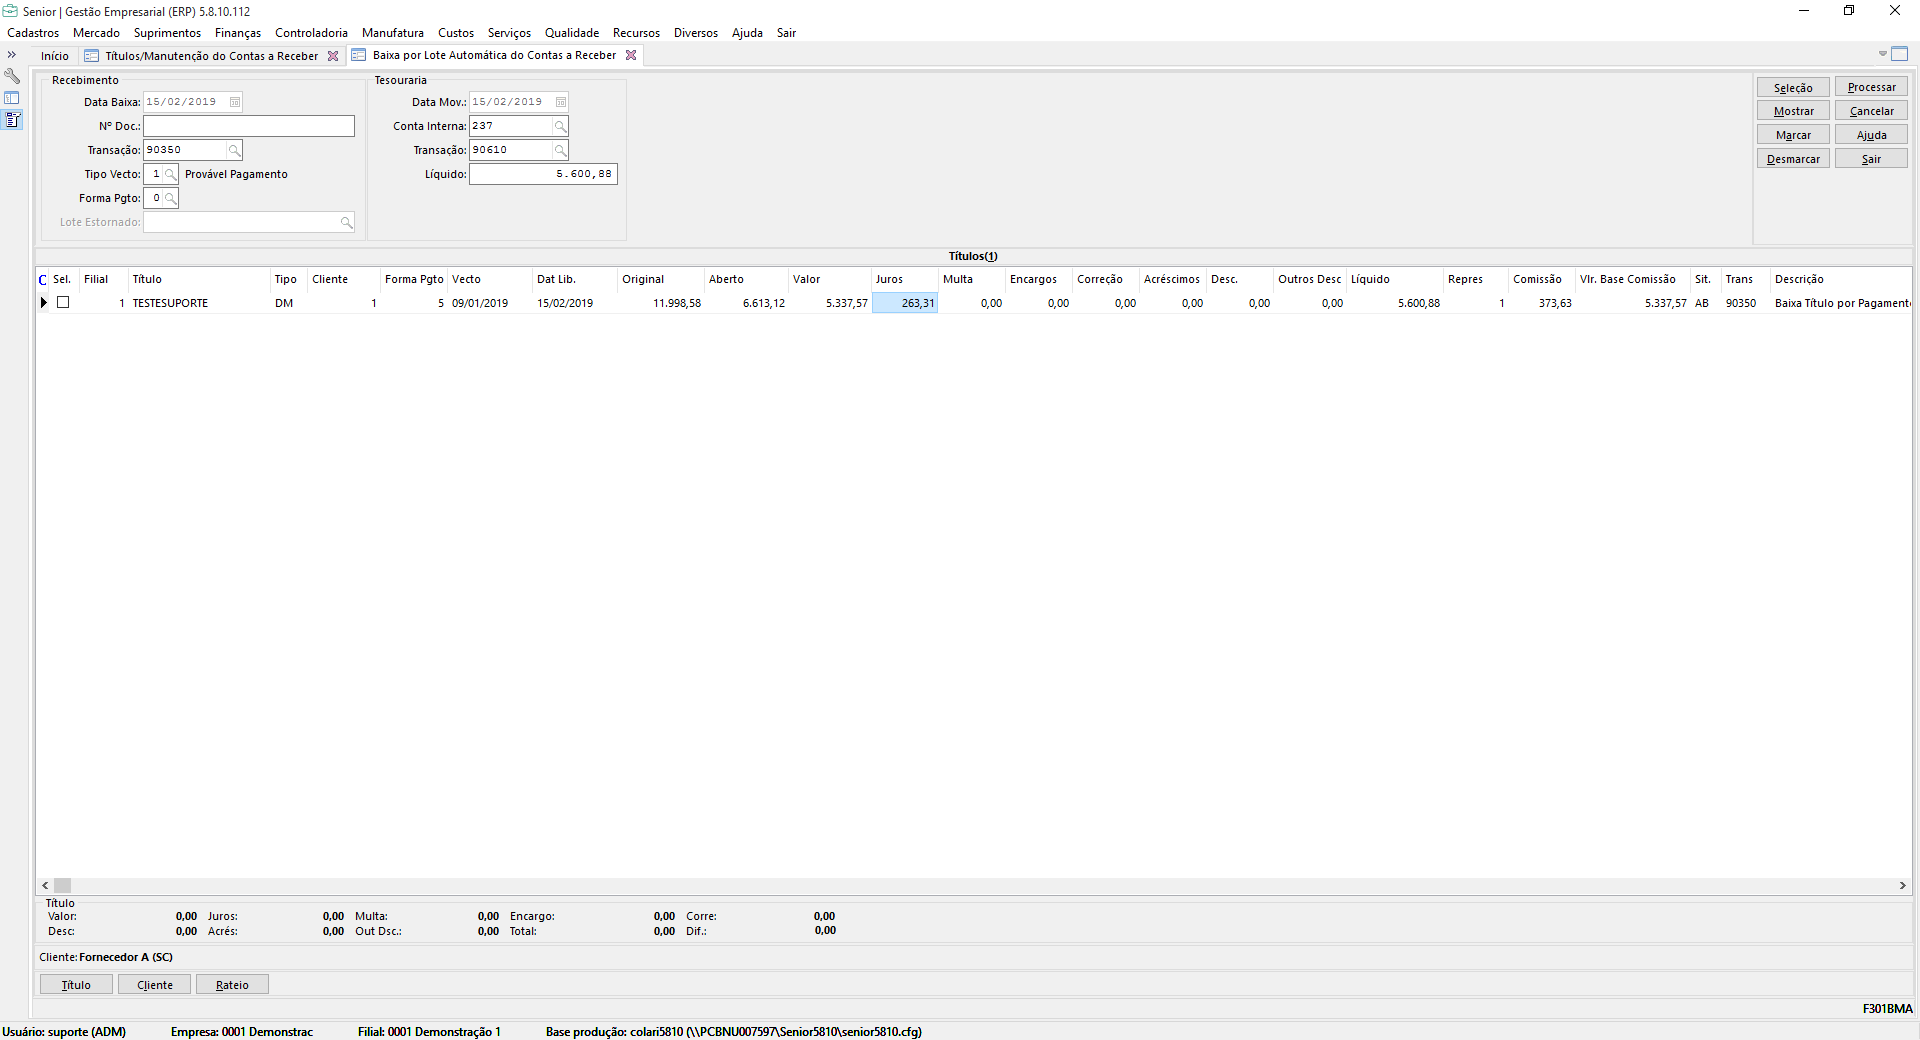 Senior | Gestão Empresarial (ERP) 5.8.10.112
Cadastros Mercado Suprimentos Finanças Controladoria Manufatura Custos Serviços Qualidade Recursos Diversos Ajuda Sair
Início Títulos/Manutenção do Contas a Receber Baixa por Lote Automática do Contas a Receber
Recebimento Tesouraria
Data Baixa: 15/02/2019 Data Mov.: 15/02/2019 Seleção Processar
Nº Doc.: Conta Interna: 237 Mostrar Cancelar
Transação: 90350 Transação: 90610 Marcar Ajuda
Tipo Vecto: 1 Provável Pagamento Líquido: 5.600,88 Desmarcar Sair
Forma Pgto: 0
Lote Estornado:
Títulos(1)
C Sel. Filial Título Tipo Cliente Forma Pgto Vecto Dat Lib. Original Aberto Valor Juros Multa Encargos Correção Acréscimos Desc. Outros Desc Líquido Repres Comissão Vlr. Base Comissão Sit. Trans Descrição
1 TESTESUPORTE DM 1 5 09/01/2019 15/02/2019 11.998,58 6.613,12 5.337,57 263,31 0,00 0,00 0,00 0,00 0,00 0,00 5.600,88 1 373,63 5.337,57 AB 90350 Baixa Título por Pagament
Título
Valor: 0,00 Juros: 0,00 Multa: 0,00 Encargo: 0,00 Corre: 0,00
Desc: 0,00 Acrés: 0,00 Out Dsc.: 0,00 Total: 0,00 Dif.: 0,00
Cliente: Fornecedor A (SC)
Título Cliente Rateio
F301BMA
Usuário: suporte (ADM) Empresa: 0001 Demonstrac Filial: 0001 Demonstração 1 Base produção: colari5810 (\\PCBNU007597\Senior5810\senior5810.cfg)